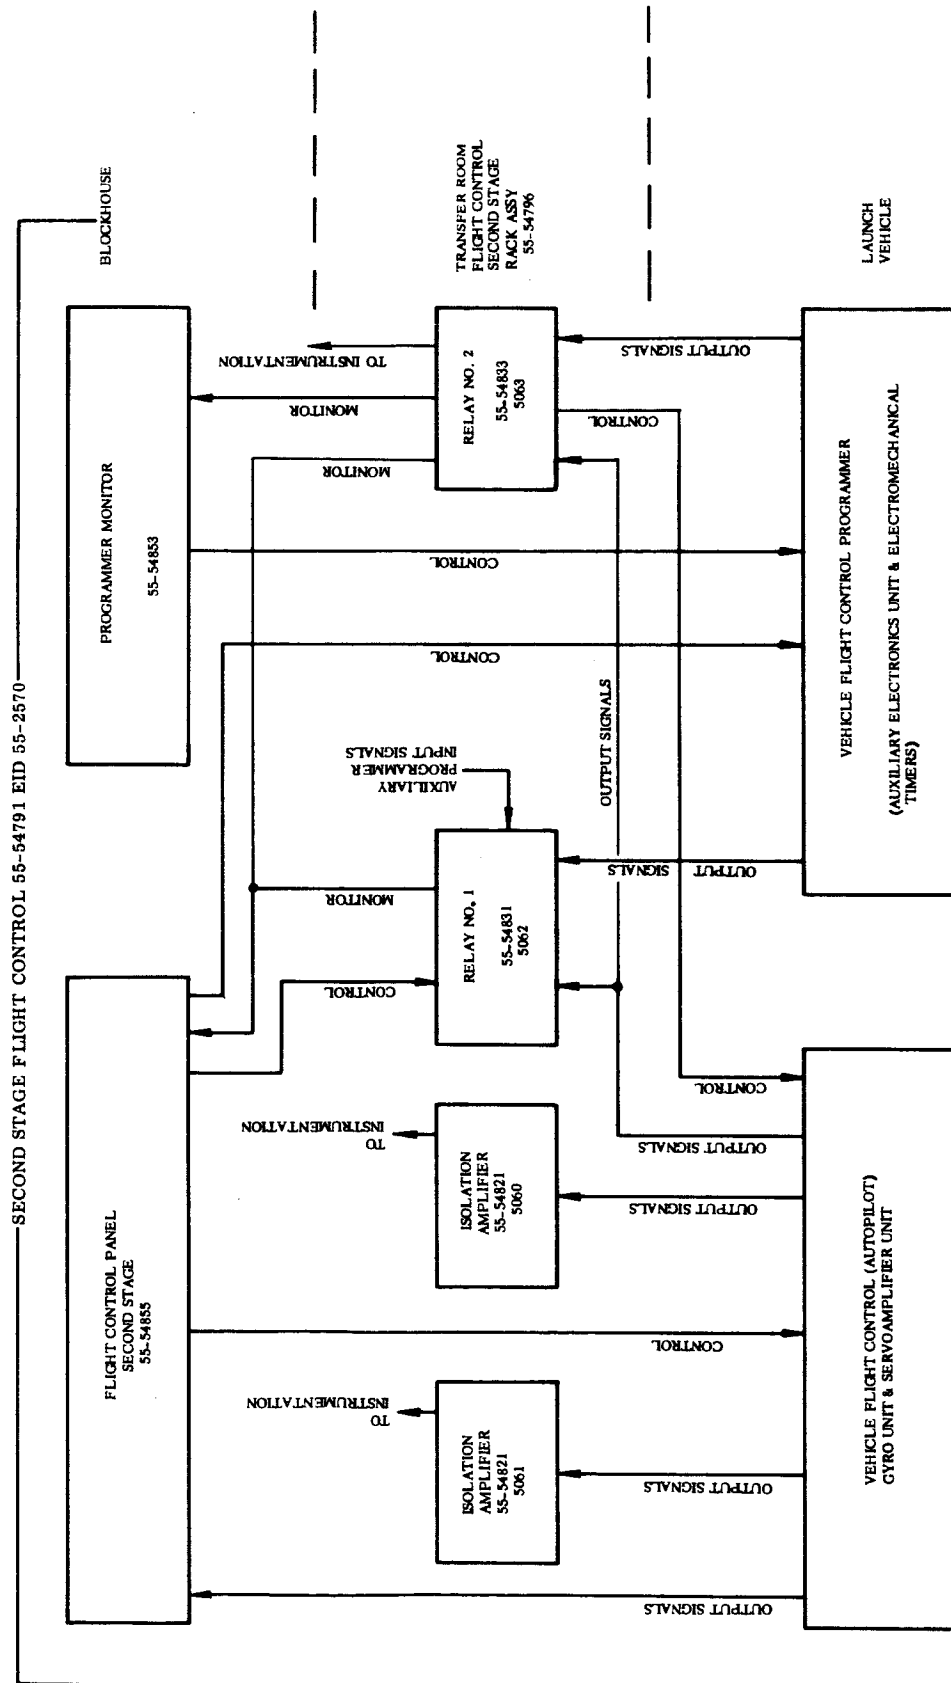 SECOND STAGE FLIGHT CONTROL 55-54791 EID 55-2570
FLIGHT CONTROL PANEL
SECOND STAGE
55-54855
PROGRAMMER MONITOR
55-54853
BLOCKHOUSE
TO
INSTRUMENTATION
TO
INSTRUMENTATION
CONTROL
MONITOR
AUXILIARY
PROGRAMMER
INPUT SIGNALS
CONTROL
CONTROL
MONITOR
MONITOR
TO INSTRUMENTATION
ISOLATION
AMPLIFIER
55-54821
5061
ISOLATION
AMPLIFIER
55-54821
5060
RELAY NO. 1
55-54831
5062
RELAY NO. 2
55-54833
5063
TRANSFER ROOM
FLIGHT CONTROL
SECOND STAGE
RACK ASSY
55-54796
OUTPUT SIGNALS
OUTPUT SIGNALS
CONTROL
OUTPUT SIGNALS
OUTPUT SIGNALS
CONTROL
OUTPUT
SIGNALS
OUTPUT SIGNALS
CONTROL
OUTPUT SIGNALS
VEHICLE FLIGHT CONTROL (AUTOPILOT)
GYRO UNIT & SERVOAMPLIFIER UNIT
VEHICLE FLIGHT CONTROL PROGRAMMER
(AUXILIARY ELECTRONICS UNIT & ELECTROMECHANICAL
TIMERS)
LAUNCH
VEHICLE